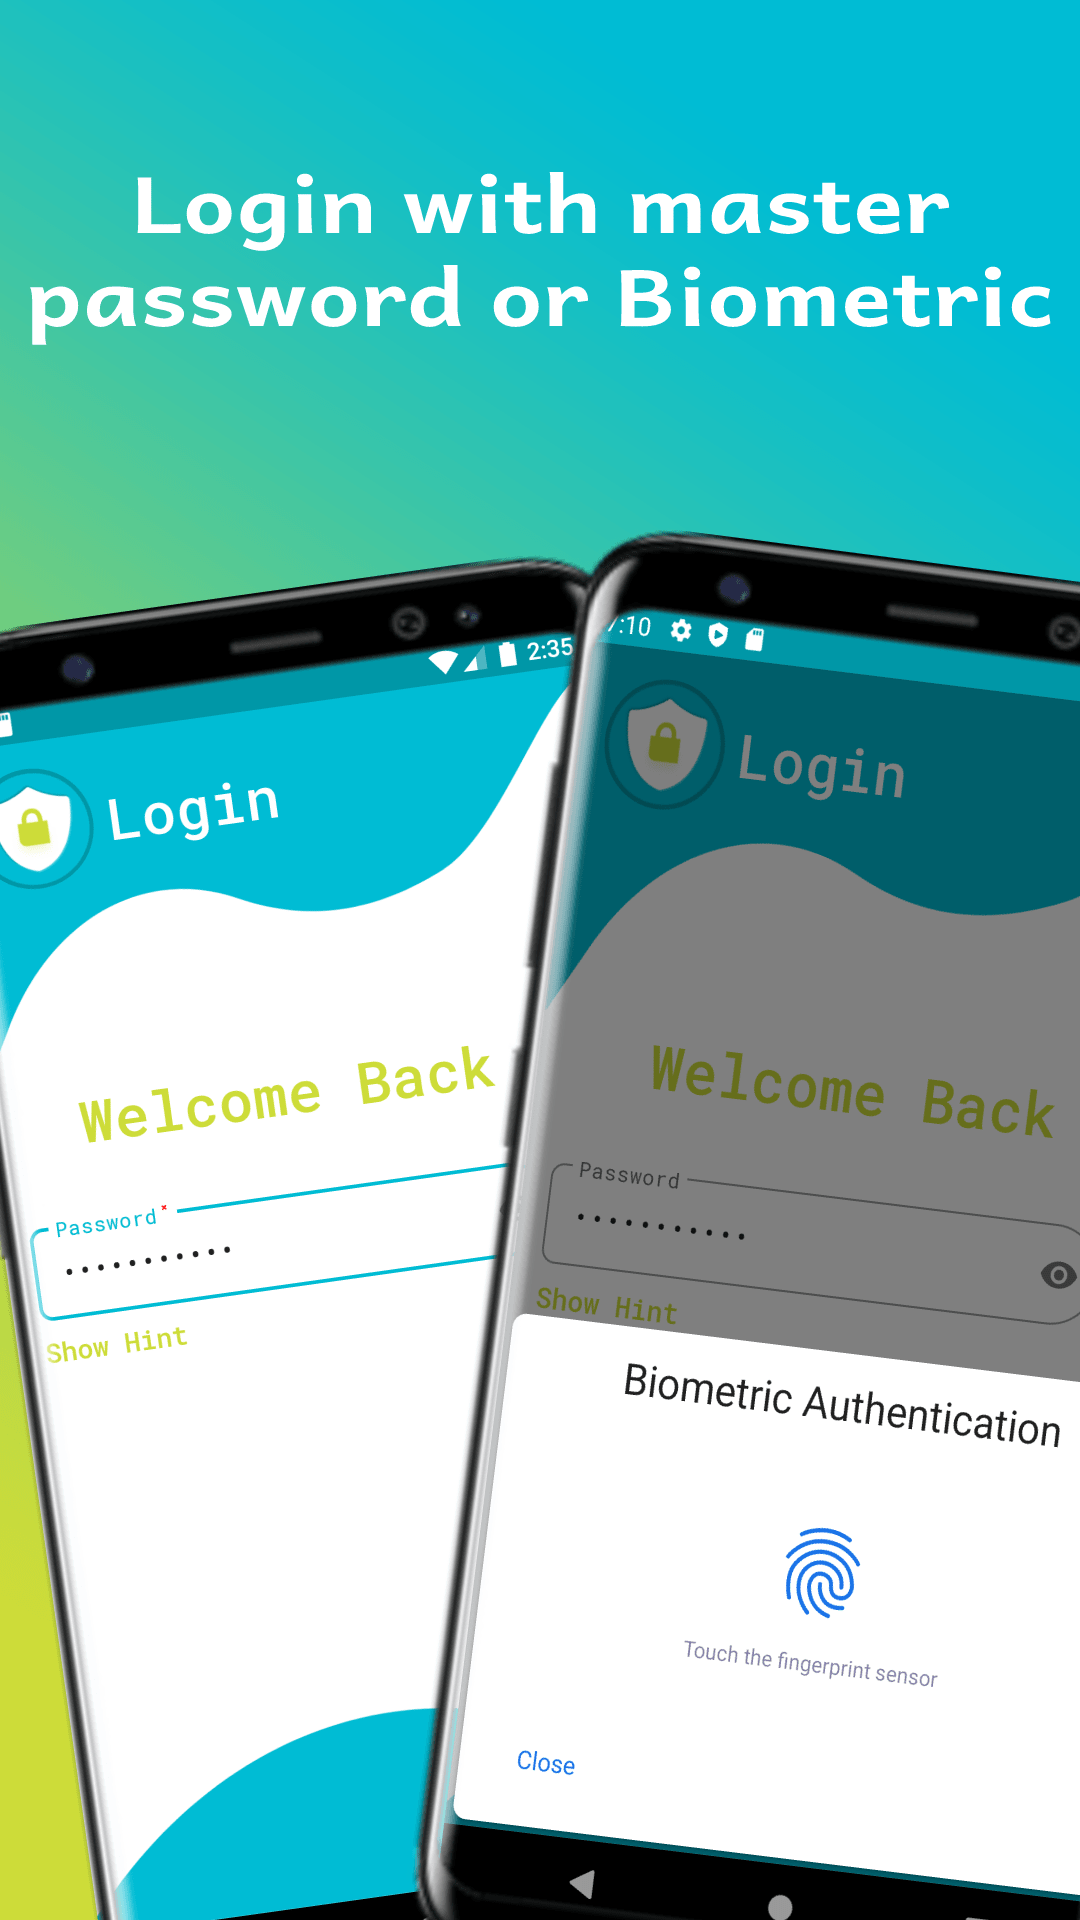 Login with master
password or Biometric
2:35
Login
Welcome Back
Password*
...........
Show Hint
7:10
Login
Welcome Back
Password
...........
Show Hint
Biometric Authentication
Touch the fingerprint sensor
Close